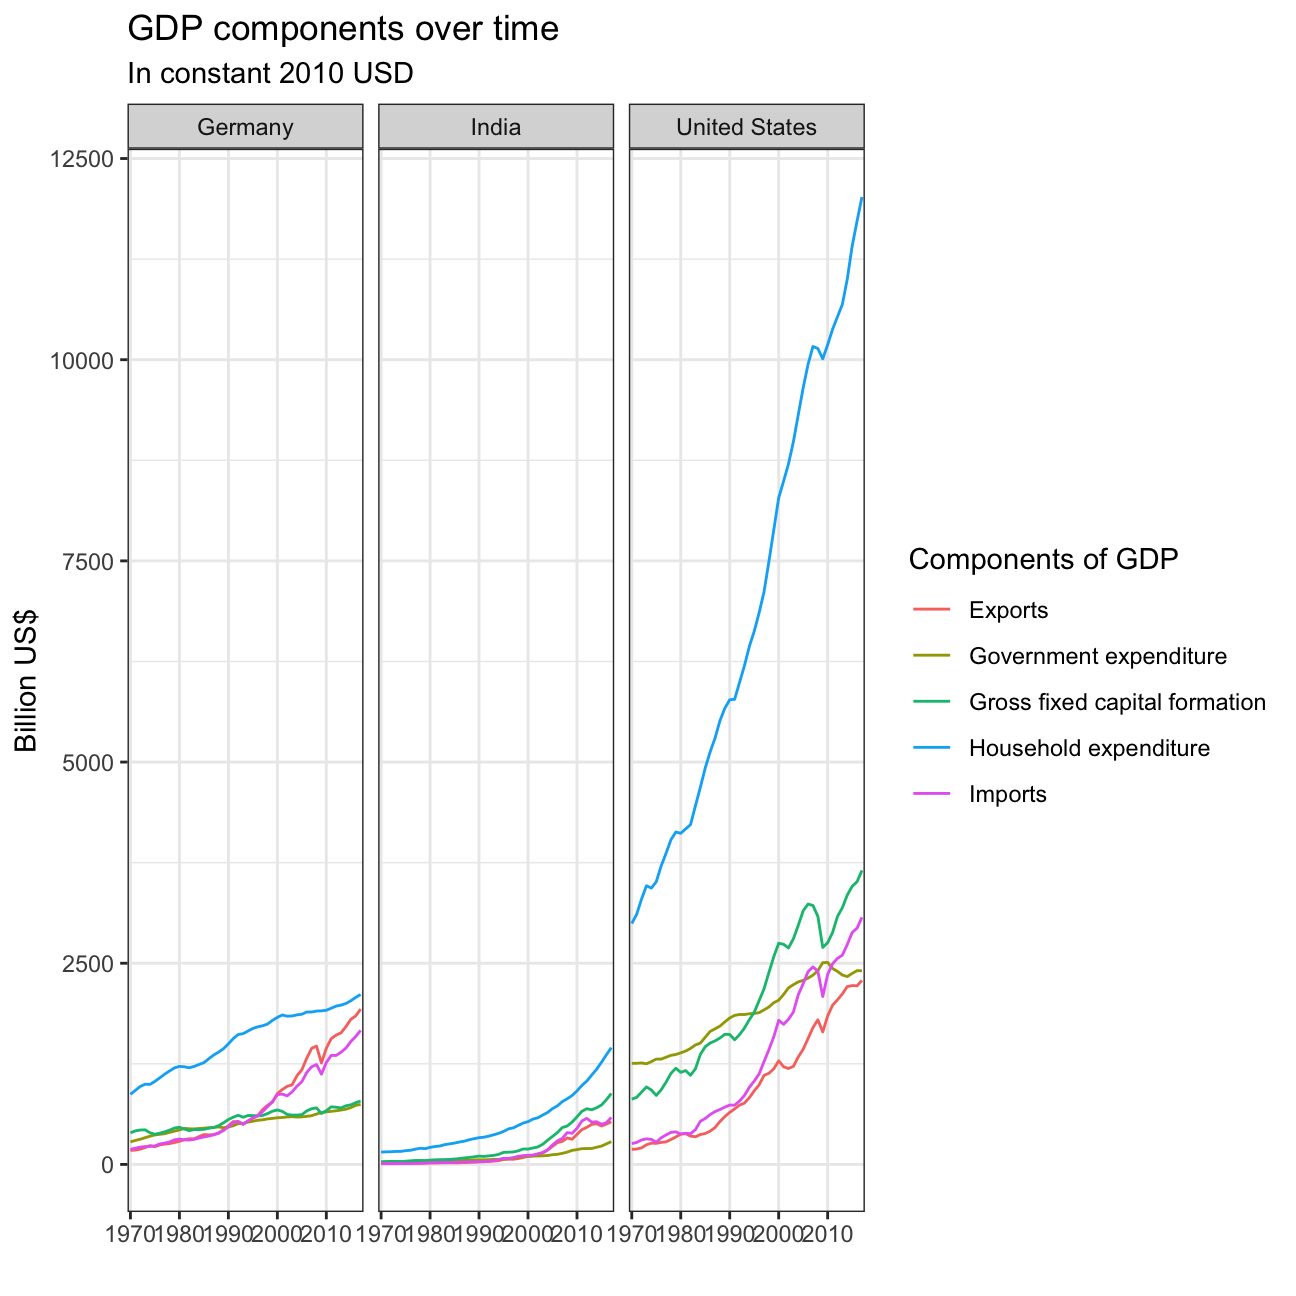 GDP components over time
In constant 2010 USD
Germany India United States
12500
10000
7500
5000
2500
0
Billion US$
1970 1980 1990 2000 2010 1970 1980 1990 2000 2010 1970 1980 1990 2000 2010
Components of GDP
Exports
Government expenditure
Gross fixed capital formation
Household expenditure
Imports